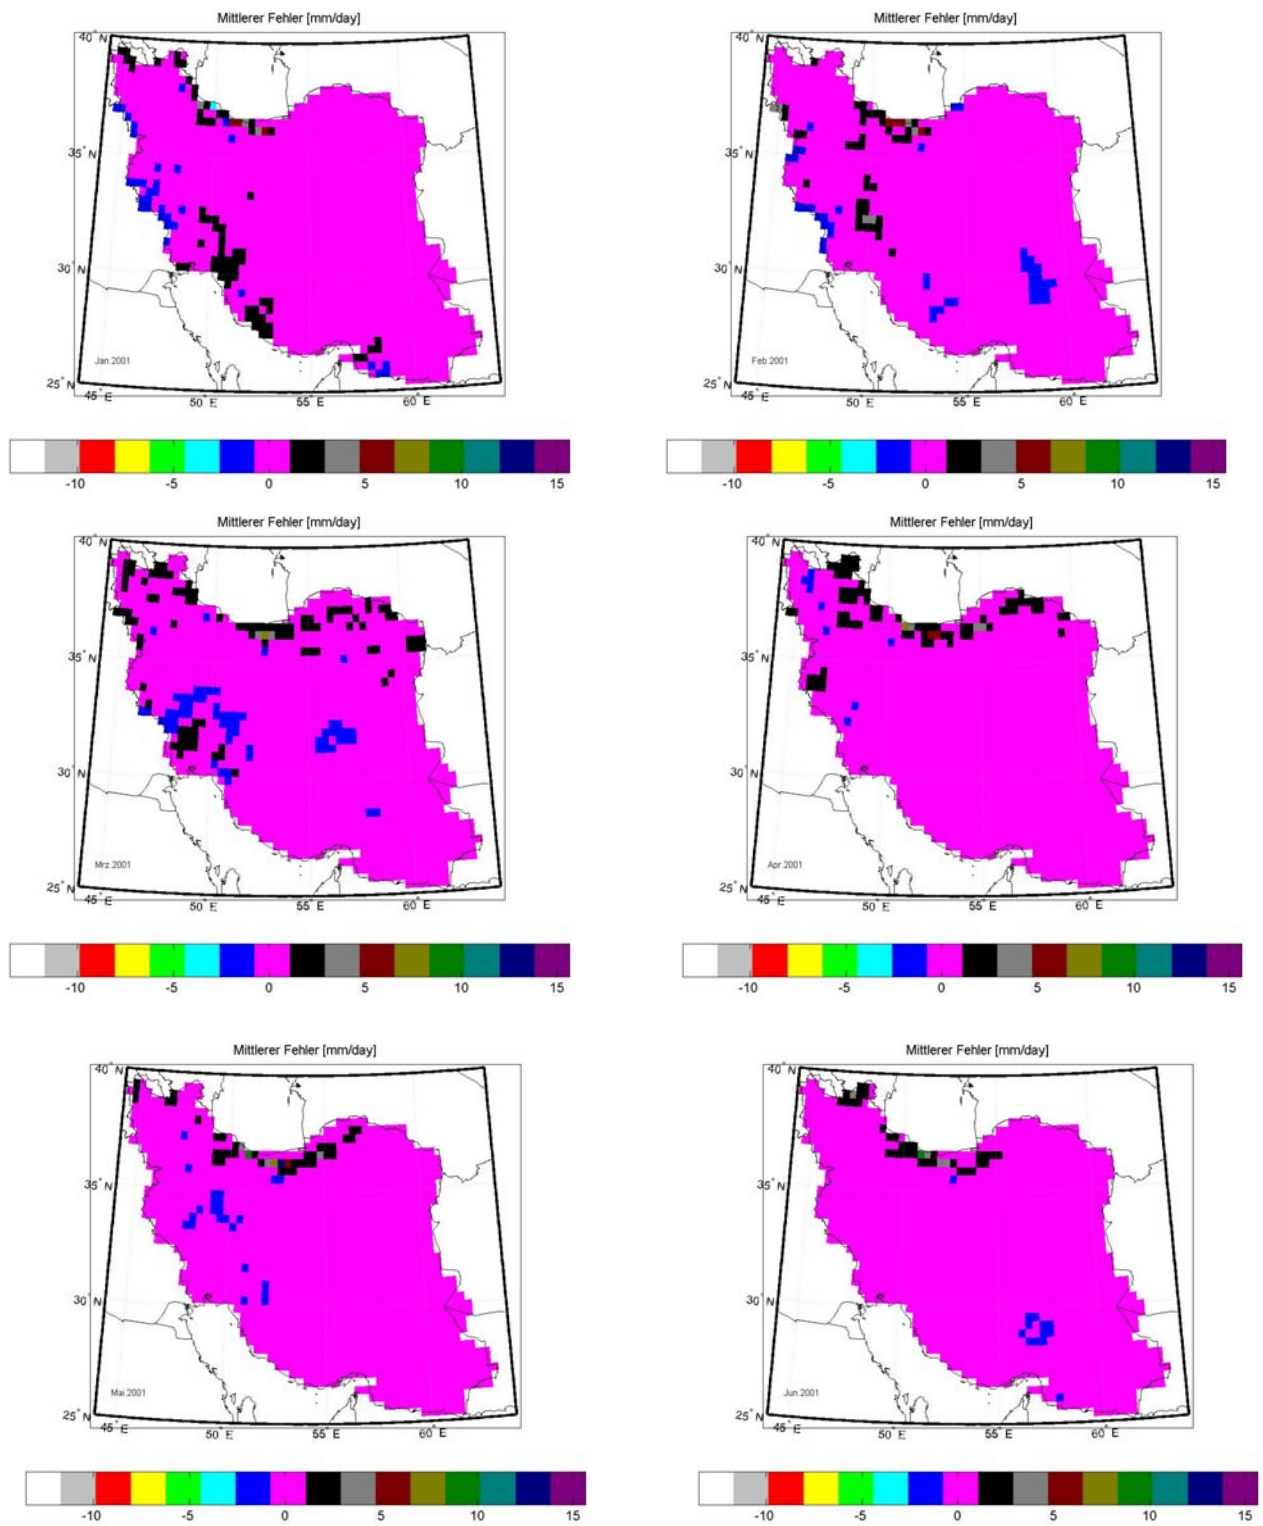 Mittlerer Fehler [mm/day]
40° N
35° N
30° N
25° N
45° E
50° E
55° E
60° E
Jan.2001
-10 -5 0 5 10 15
Mittlerer Fehler [mm/day]
40° N
35° N
30° N
25° N
45° E
50° E
55° E
60° E
Feb.2001
-10 -5 0 5 10 15
Mittlerer Fehler [mm/day]
40° N
35° N
30° N
25° N
45° E
50° E
55° E
60° E
Mrz.2001
-10 -5 0 5 10 15
Mittlerer Fehler [mm/day]
40° N
35° N
30° N
25° N
45° E
50° E
55° E
60° E
Apr.2001
-10 -5 0 5 10 15
Mittlerer Fehler [mm/day]
40° N
35° N
30° N
25° N
45° E
50° E
55° E
60° E
Mai.2001
-10 -5 0 5 10 15
Mittlerer Fehler [mm/day]
40° N
35° N
30° N
25° N
45° E
50° E
55° E
60° E
Jun.2001
-10 -5 0 5 10 15